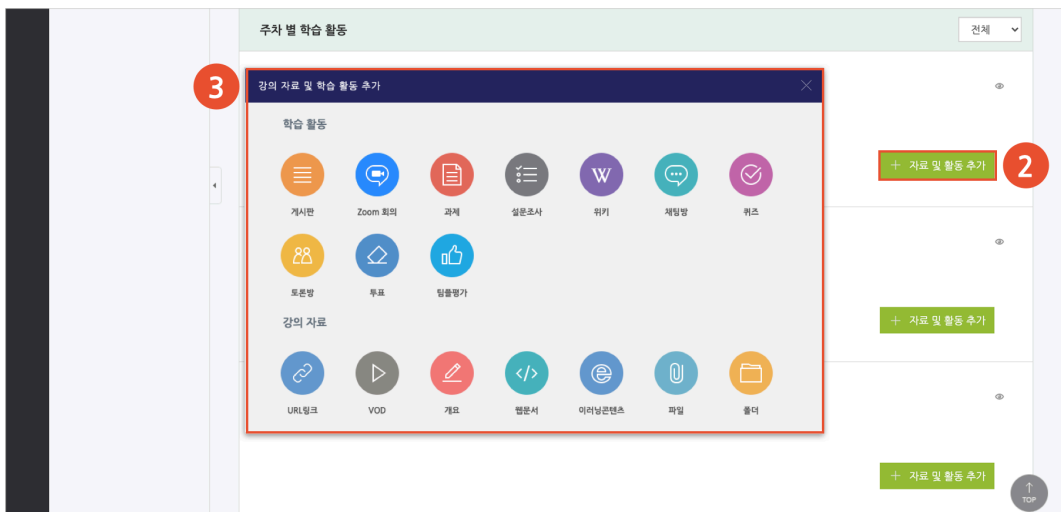 주차 별 학습 활동
전체
3
강의 자료 및 학습 활동 추가
학습 활동
+ 자료 및 활동 추가
2
게시판
Zoom 회의
과제
설문조사
W
위키
채팅방
퀴즈
토론방
투표
팀플평가
강의 자료
+ 자료 및 활동 추가
URL링크
VOD
개요
</>
웹문서
이러닝콘텐츠
파일
폴더
+ 자료 및 활동 추가
TOP